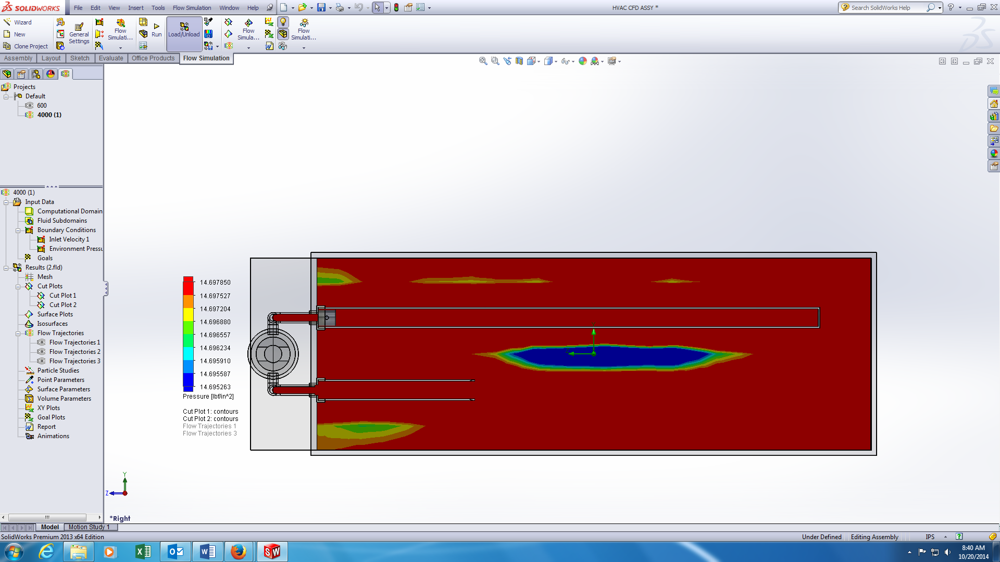 SOLIDWORKS File Edit View Insert Tools Flow Simulation Window Help HVAC CFD ASSY * Search SolidWorks Help
Wizard
New
Clone Project
General Settings
Flow Simulati...
Run
Load/Unload
Flow Simula...
Flow Simulati...
Assembly Layout Sketch Evaluate Office Products Flow Simulation
Projects
Default
600
4000 (1)
4000 (1)
Input Data
Computational Domain
Fluid Subdomains
Boundary Conditions
Inlet Velocity 1
Environment Pressu
Goals
Results (2.fld)
Mesh
Cut Plots
Cut Plot 1
Cut Plot 2
Surface Plots
Isosurfaces
Flow Trajectories
Flow Trajectories 1
Flow Trajectories 2
Flow Trajectories 3
Particle Studies
Point Parameters
Surface Parameters
Volume Parameters
XY Plots
Goal Plots
Report
Animations
14.697850
14.697527
14.697204
14.696880
14.696557
14.696234
14.695910
14.695587
14.695263
Pressure [lbf/in^2]
Cut Plot 1: contours
Cut Plot 2: contours
Flow Trajectories 1
Flow Trajectories 3
Y
Z
*Right
Model Motion Study 1
SolidWorks Premium 2013 x64 Edition Under Defined Editing Assembly IPS
8:40 AM
10/20/2014